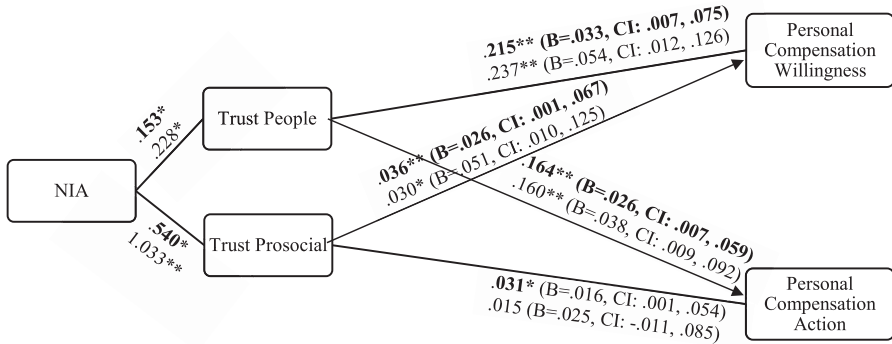 .215** (B=.033, CI: .007, .075)
.237** (B=.054, CI: .012, .126)
Personal
Compensation
Willingness
Trust People
.153*
.228*
.036** (B=.026, CI: .001, .067)
.030* (B=.051, CI: .010, .125)
.164** (B=.026, CI: .007, .059)
.160** (B=.038, CI: .009, .092)
NIA
.540*
1.033**
Trust Prosocial
.031* (B=.016, CI: .001, .054)
.015 (B=.025, CI: -.011, .085)
Personal
Compensation
Action